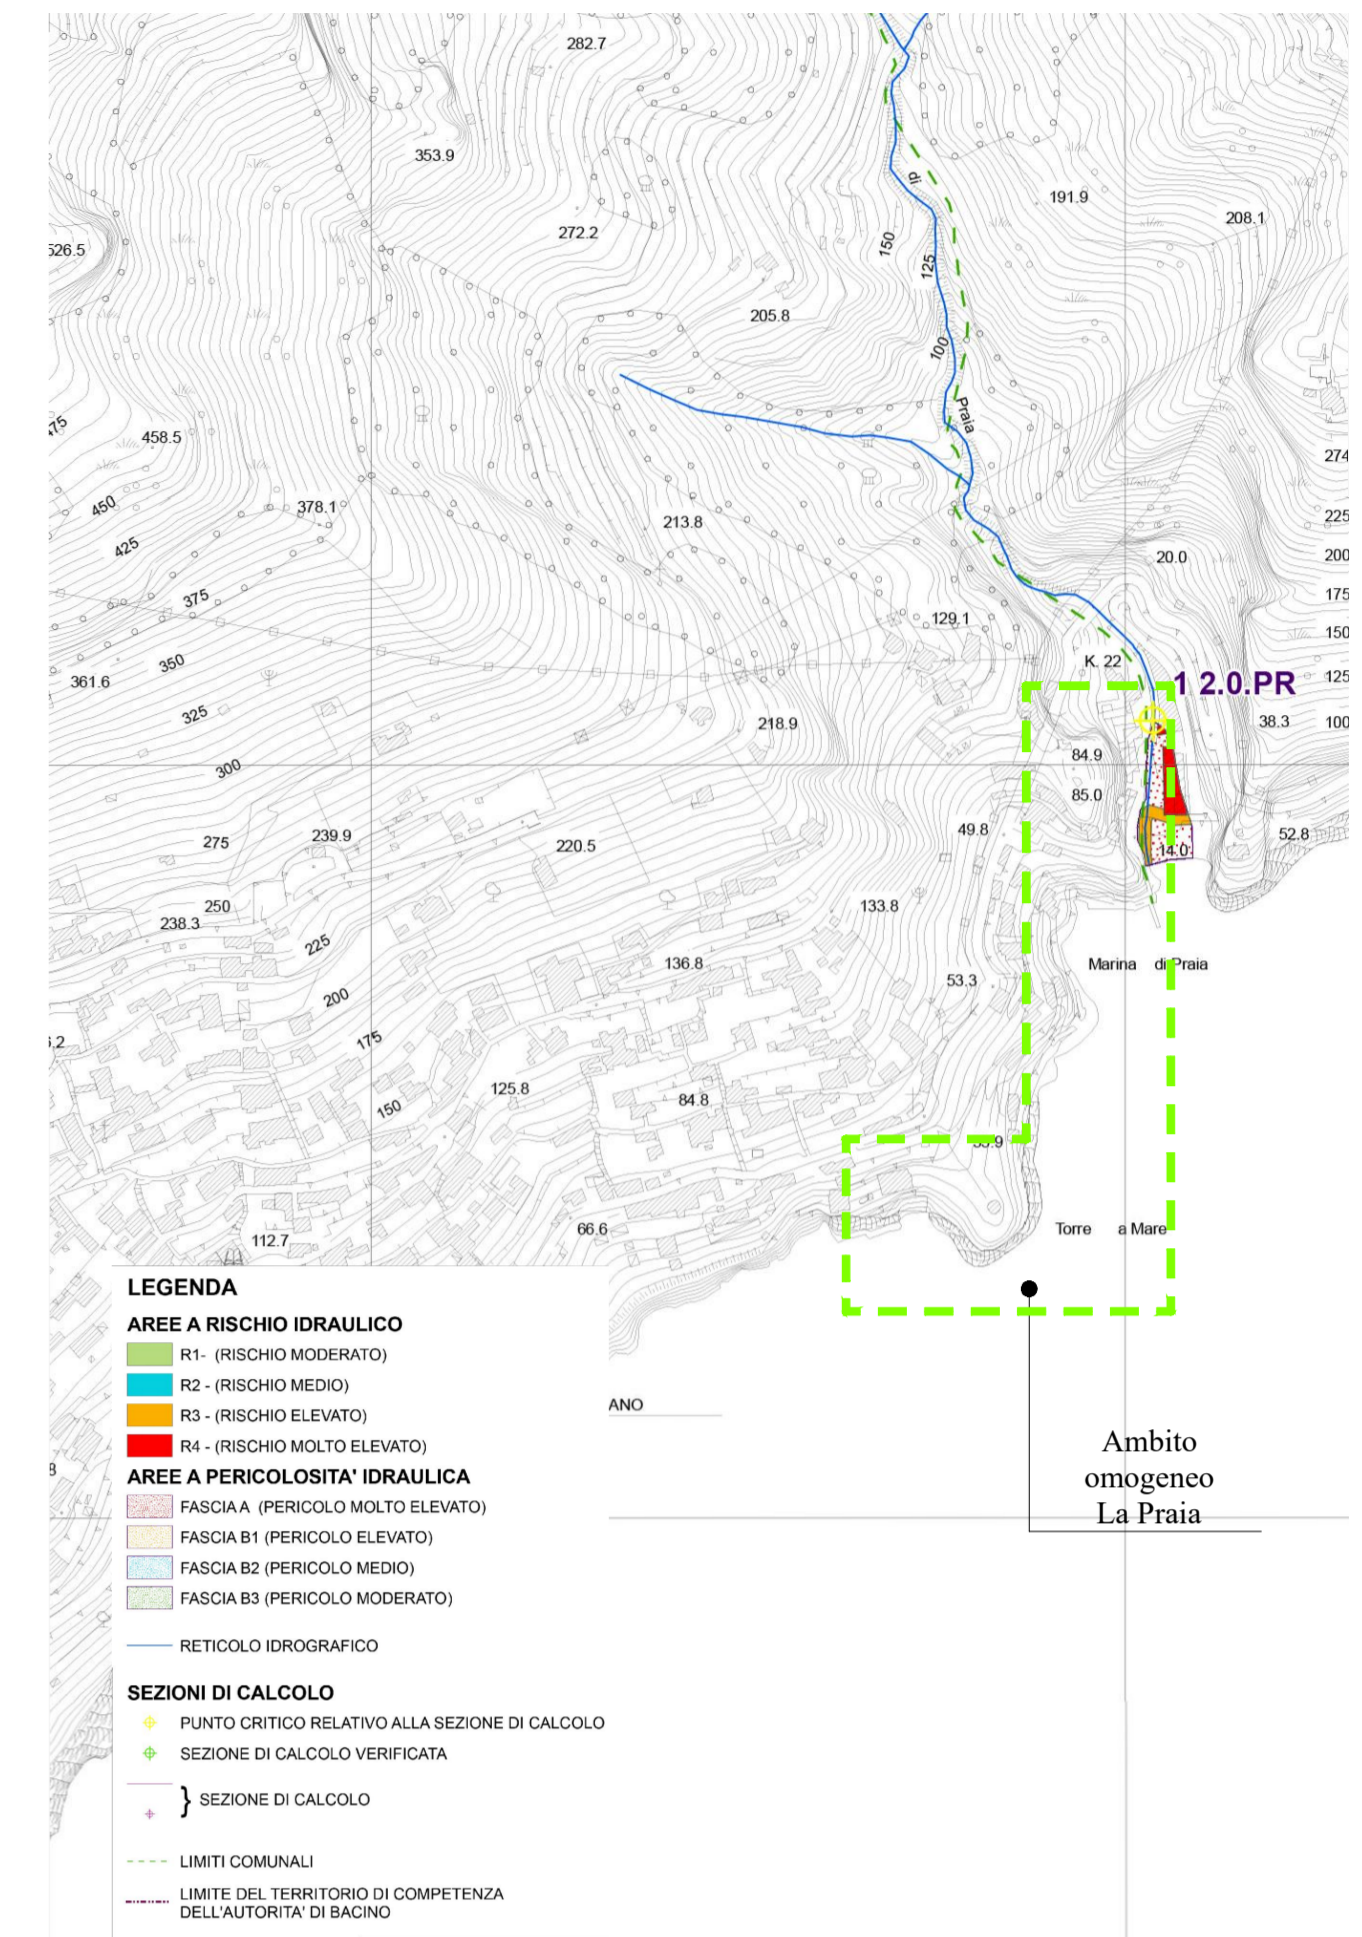 282.7
353.9
di
191.9
208.1
272.2
150
526.5
125
205.8
100
Praia
475
458.5
274
450
378.1
213.8
225
425
20.0
200
375
175
129.1
150
350
K. 22
361.6
125
1 2.0.PR
325
218.9
38.3
100
84.9
300
85.0
49.8
52.8
239.9
275
220.5
14.0
250
133.8
238.3
225
136.8
Marina di Praia
53.3
200
175
125.8
84.8
150
66.6
Torre a Mare
112.7
LEGENDA
AREE A RISCHIO IDRAULICO
R1- (RISCHIO MODERATO)
R2 - (RISCHIO MEDIO)
R3 - (RISCHIO ELEVATO)
R4 - (RISCHIO MOLTO ELEVATO)
AREE A PERICOLOSITA' IDRAULICA
FASCIA A (PERICOLO MOLTO ELEVATO)
FASCIA B1 (PERICOLO ELEVATO)
FASCIA B2 (PERICOLO MEDIO)
FASCIA B3 (PERICOLO MODERATO)
RETICOLO IDROGRAFICO
SEZIONI DI CALCOLO
PUNTO CRITICO RELATIVO ALLA SEZIONE DI CALCOLO
SEZIONE DI CALCOLO VERIFICATA
} SEZIONE DI CALCOLO
LIMITI COMUNALI
LIMITE DEL TERRITORIO DI COMPETENZA
DELL'AUTORITA' DI BACINO
ANO
Ambito
omogeneo
La Praia